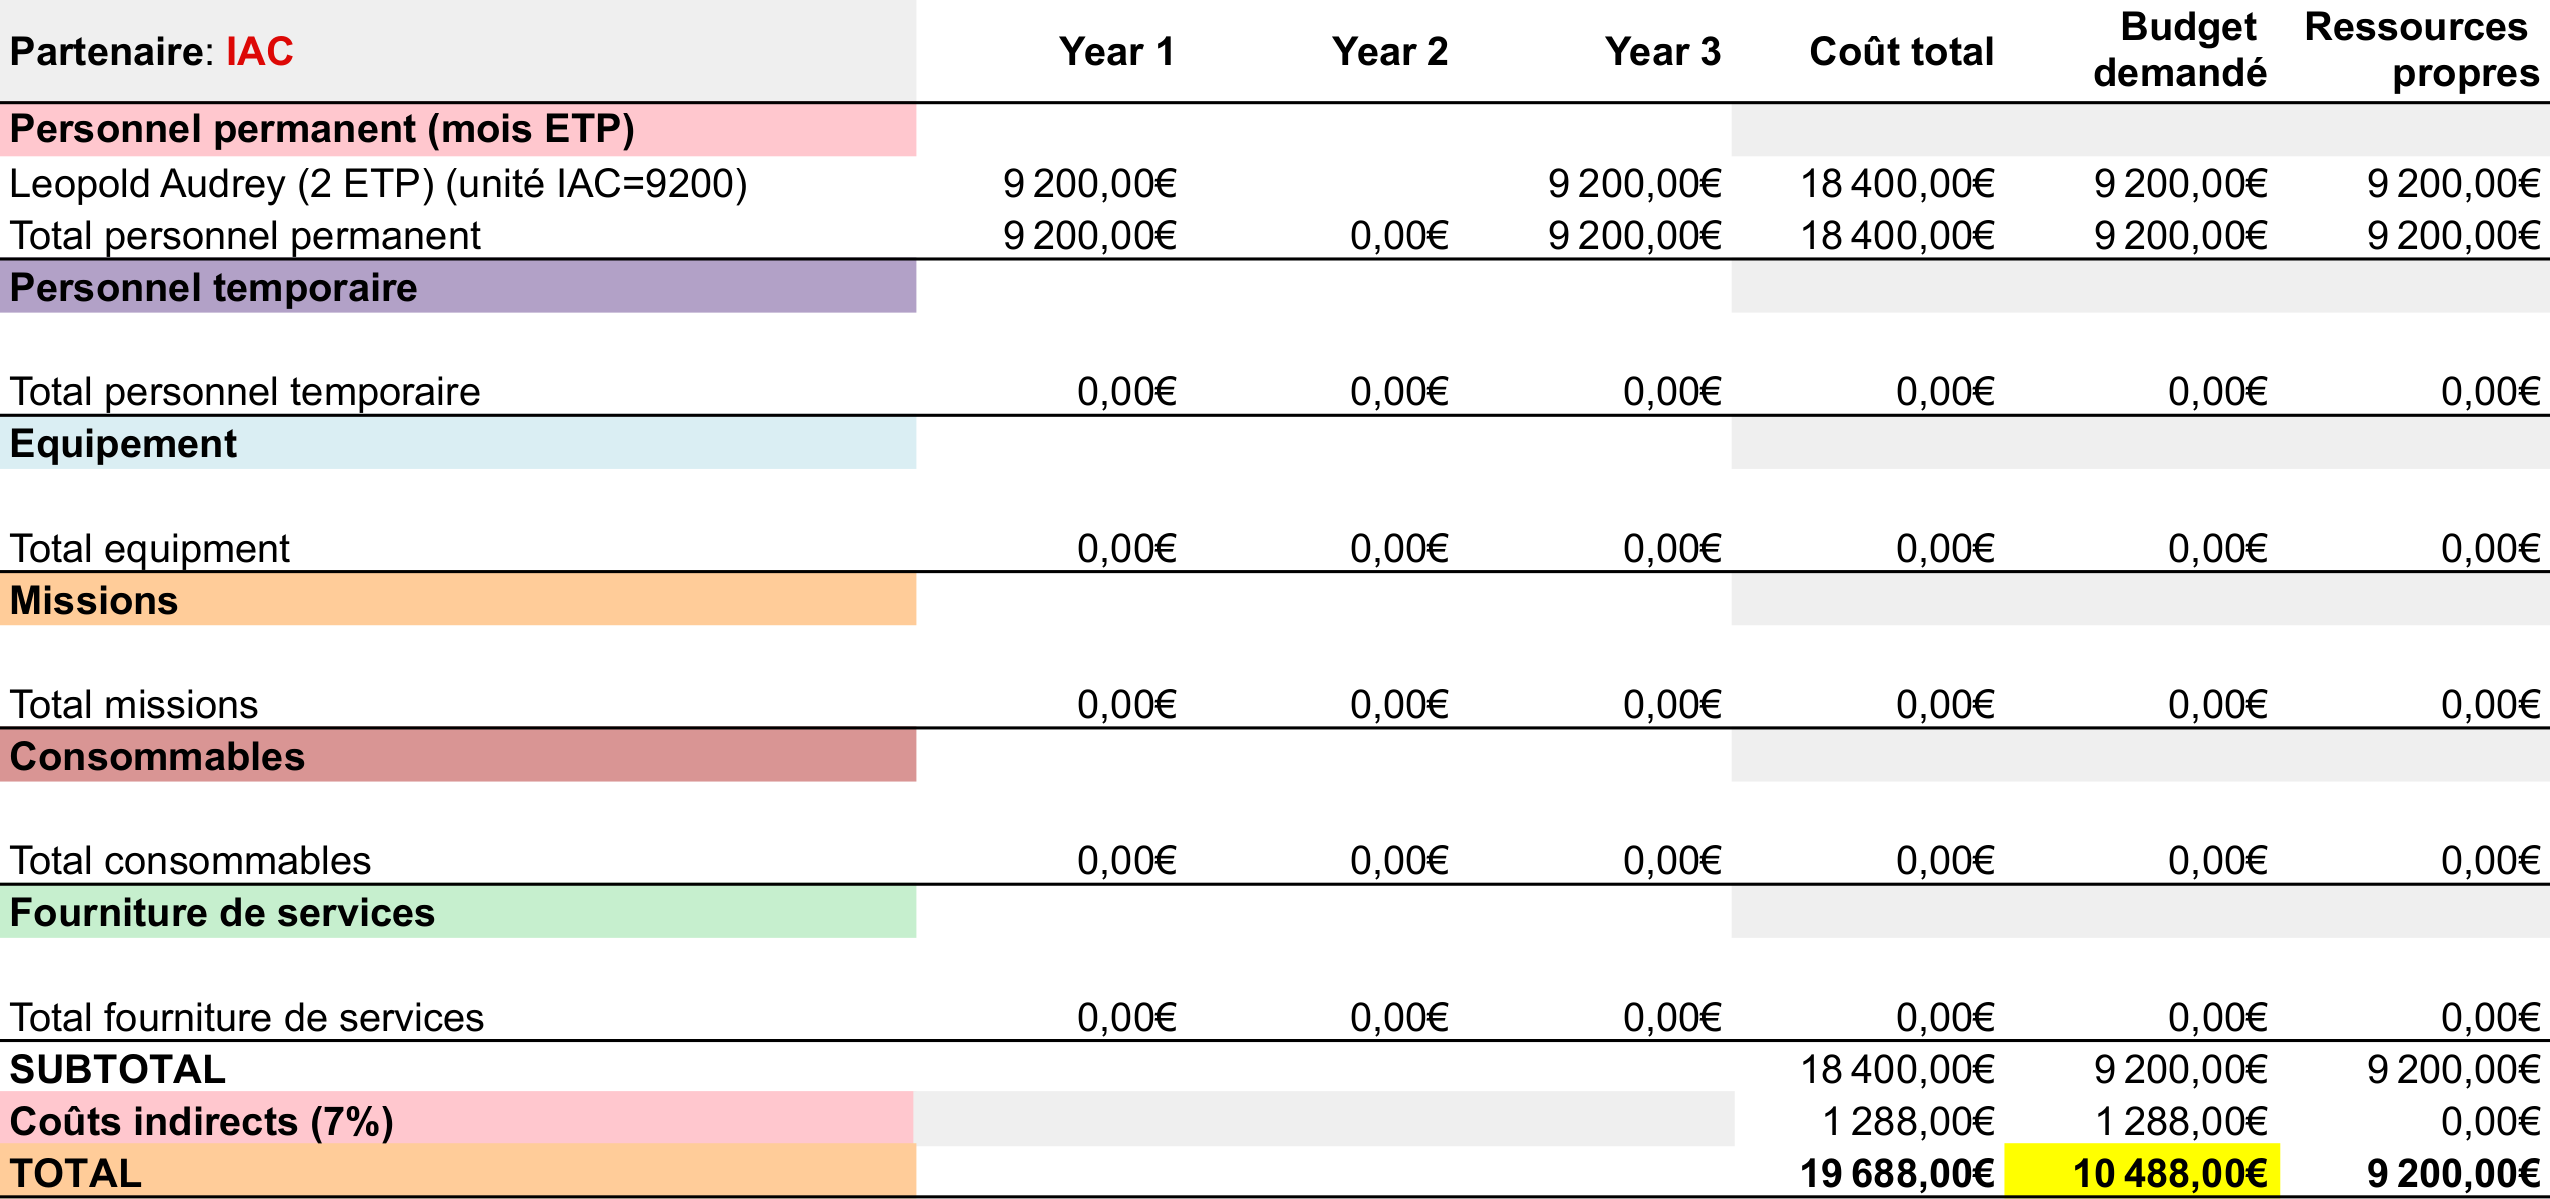 Partenaire: IAC Year 1 Year 2 Year 3 Coût total Budget demandé Ressources propres
Personnel permanent (mois ETP)
Leopold Audrey (2 ETP) (unité IAC=9200) 9 200,00€ 9 200,00€ 18 400,00€ 9 200,00€ 9 200,00€
Total personnel permanent 9 200,00€ 0,00€ 9 200,00€ 18 400,00€ 9 200,00€ 9 200,00€
Personnel temporaire
Total personnel temporaire 0,00€ 0,00€ 0,00€ 0,00€ 0,00€ 0,00€
Equipement
Total equipment 0,00€ 0,00€ 0,00€ 0,00€ 0,00€ 0,00€
Missions
Total missions 0,00€ 0,00€ 0,00€ 0,00€ 0,00€ 0,00€
Consommables
Total consommables 0,00€ 0,00€ 0,00€ 0,00€ 0,00€ 0,00€
Fourniture de services
Total fourniture de services 0,00€ 0,00€ 0,00€ 0,00€ 0,00€ 0,00€
SUBTOTAL 18 400,00€ 9 200,00€ 9 200,00€
Coûts indirects (7%) 1 288,00€ 1 288,00€ 0,00€
TOTAL 19 688,00€ 10 488,00€ 9 200,00€